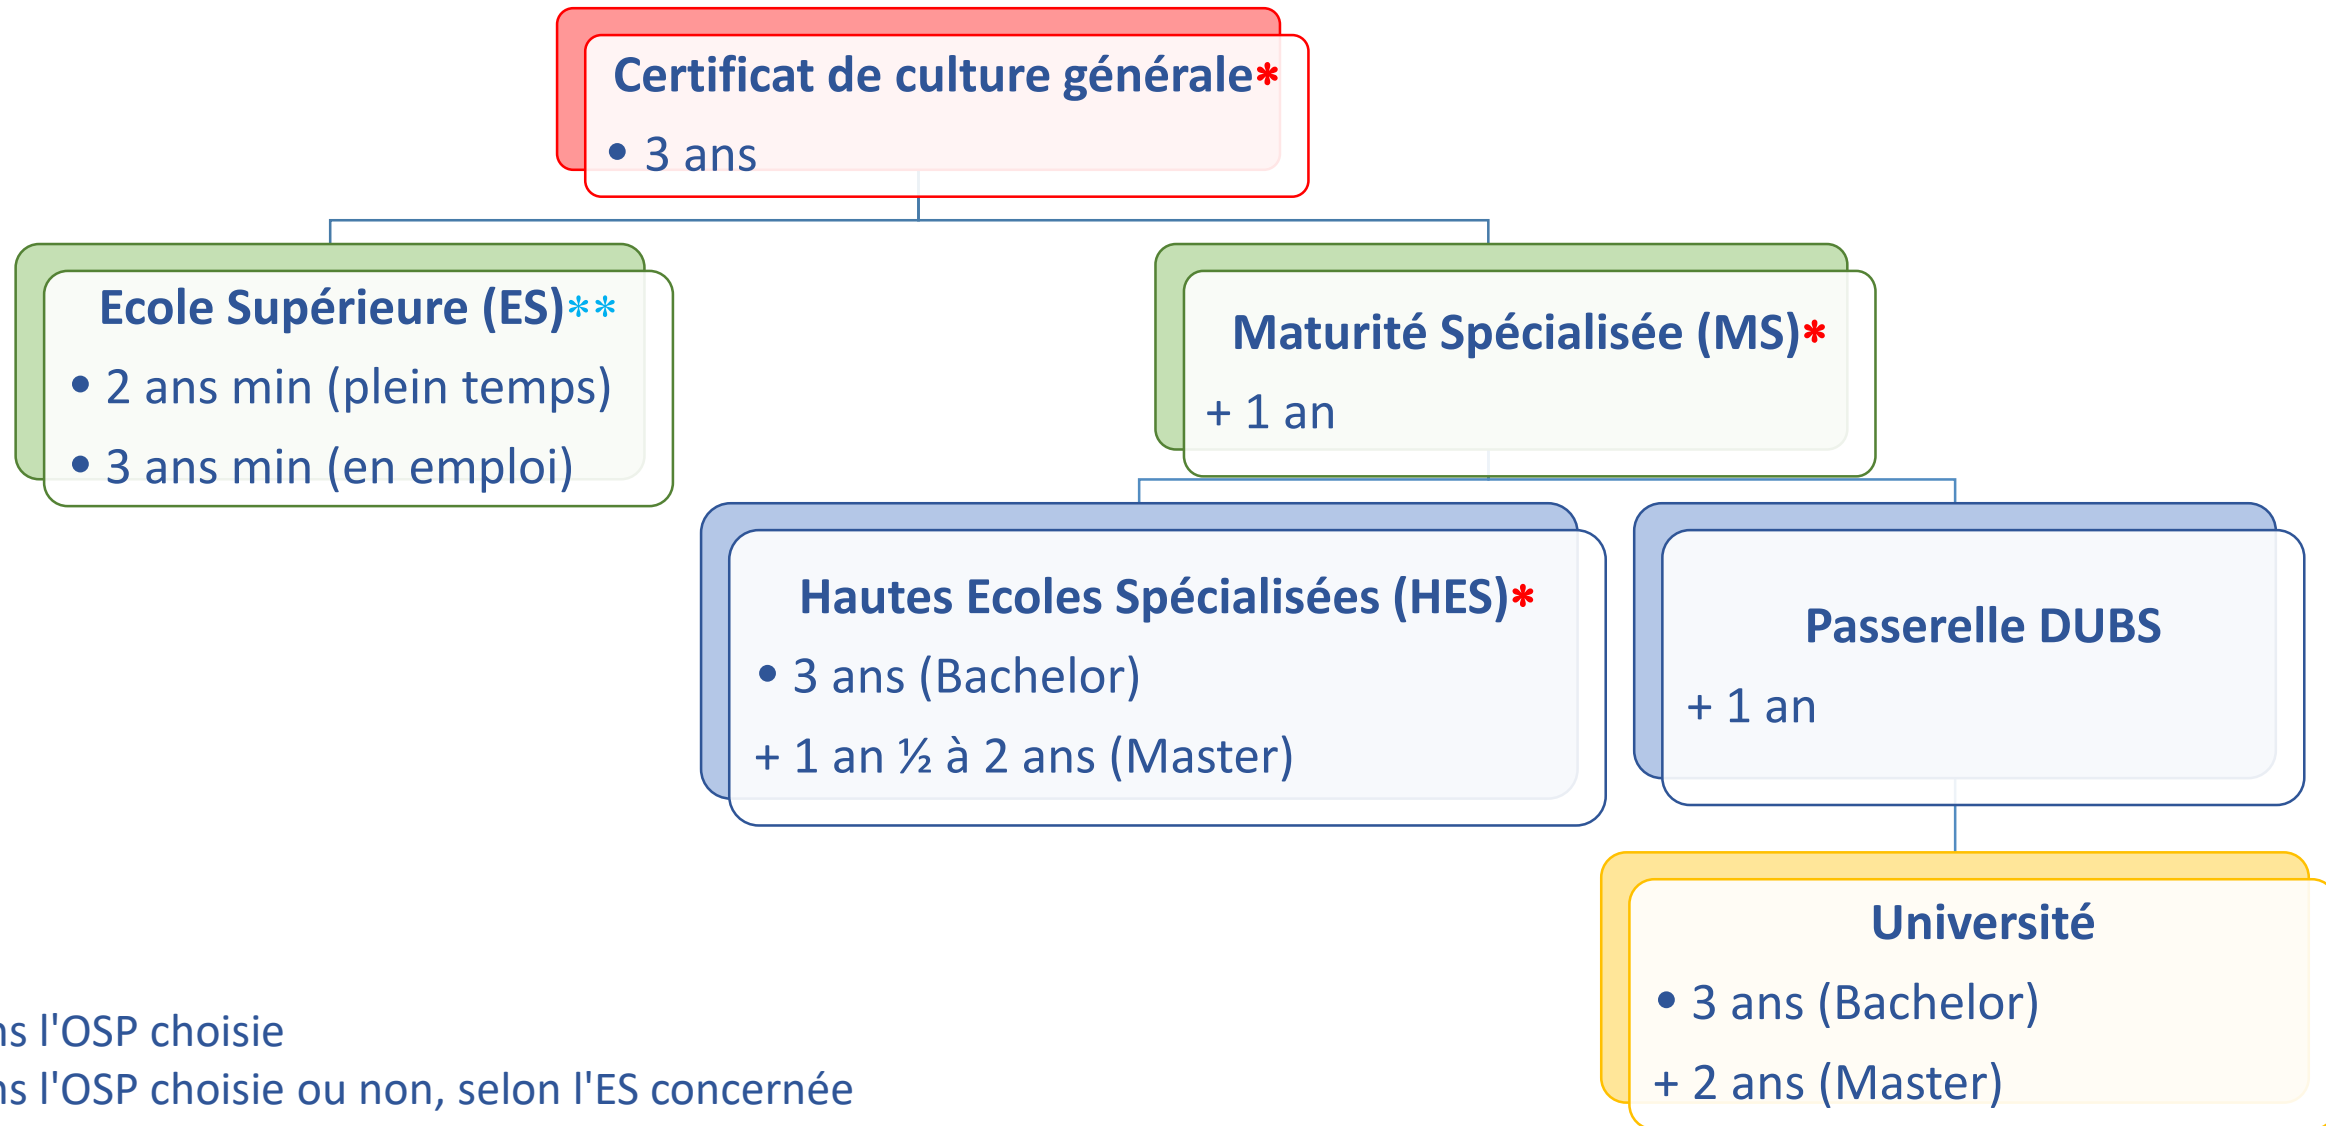 Certificat de culture générale*
• 3 ans
Ecole Supérieure (ES)**
• 2 ans min (plein temps)
• 3 ans min (en emploi)
Maturité Spécialisée (MS)*
+ 1 an
Hautes Ecoles Spécialisées (HES)*
• 3 ans (Bachelor)
+ 1 an ½ à 2 ans (Master)
Passerelle DUBS
+ 1 an
Université
• 3 ans (Bachelor)
+ 2 ans (Master)
l'OSP choisie
l'OSP choisie ou non, selon l'ES concernée